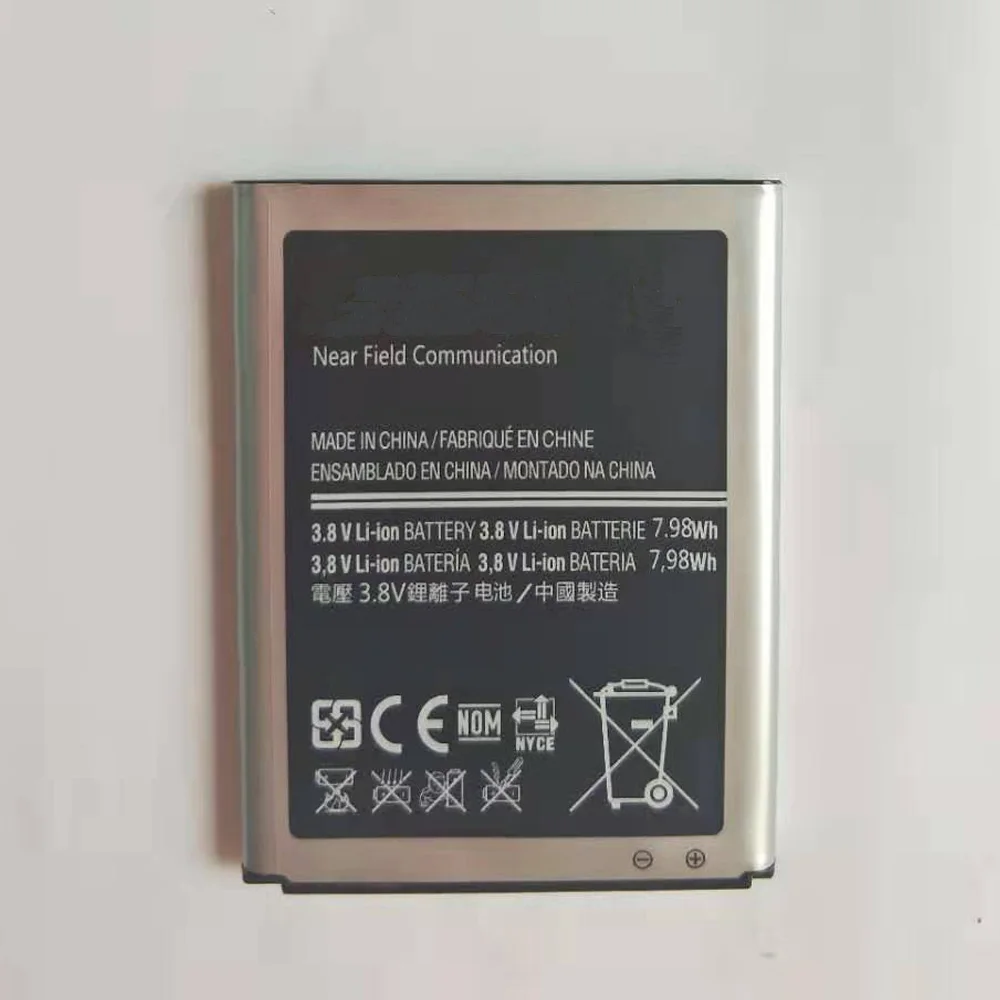 Near Field Communication
MADE IN CHINA / FABRIQUÉ EN CHINE
ENSAMBLADO EN CHINA / MONTADO NA CHINA
3.8 V Li-ion BATTERY 3.8 V Li-ion BATTERIE 7.98Wh
3,8 V Li-ion BATERÍA 3,8 V Li-ion BATERIA 7,98Wh
電壓 3.8V鋰離子 电池／中國製造
CE NOM NYCE